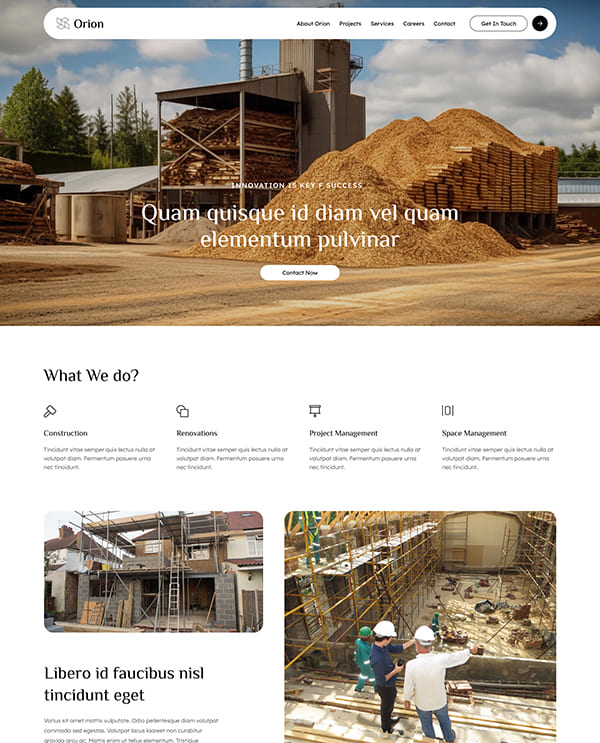 Orion
About Orion Projects Services Careers Contact Get In Touch
INNOVATION IS KEY F SUCCESS
Quam quisque id diam vel quam
elementum pulvinar
Contact Now
What We do?
Construction
Tincidunt vitae semper quis lectus nulla at
volutpat diam. Fermentum posuere urna
nec tincidunt.
Renovations
Tincidunt vitae semper quis lectus nulla at
volutpat diam. Fermentum posuere urna
nec tincidunt.
Project Management
Tincidunt vitae semper quis lectus nulla at
volutpat diam. Fermentum posuere urna
nec tincidunt.
Space Management
Tincidunt vitae semper quis lectus nulla at
volutpat diam. Fermentum posuere urna
nec tincidunt.
Libero id faucibus nisl
tincidunt eget
Varius sit amet mattis vulputate. Odio pellentesque diam volutpat
commodo sed egestas. Volutpat lacus laoreet non curabitur
gravida arcu ac. Mattis enim ut tellus elementum. Tristique